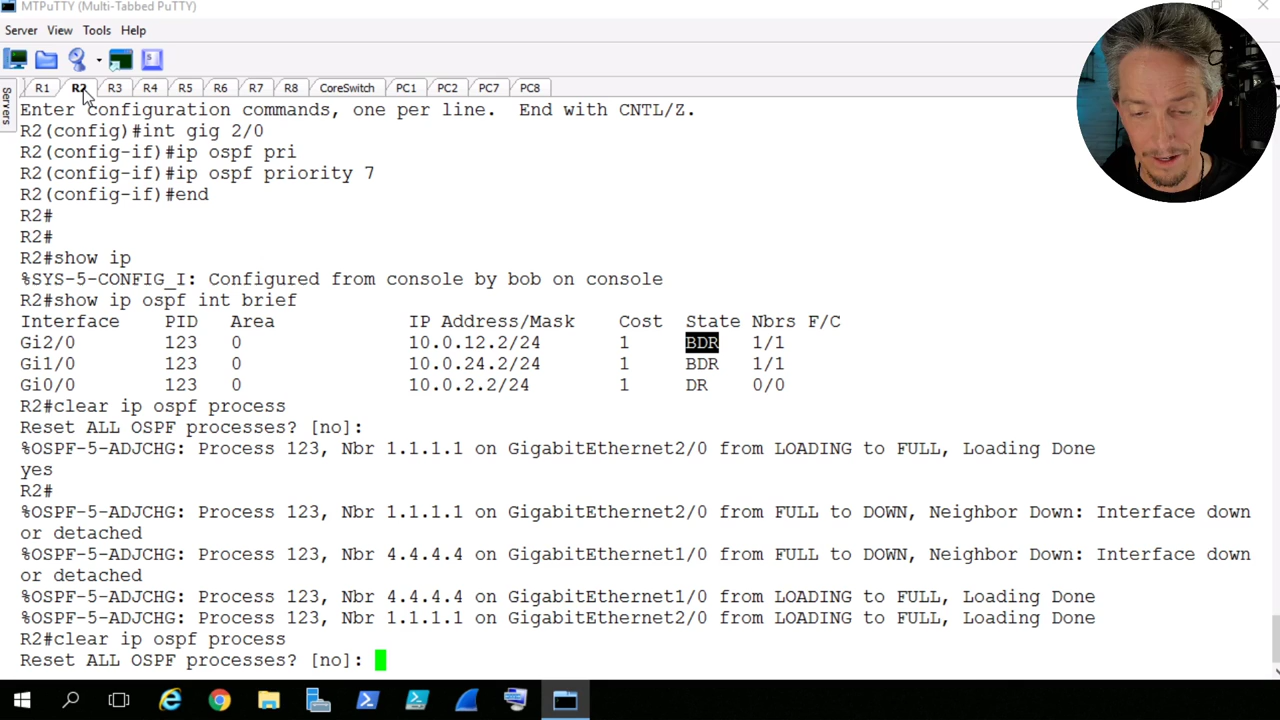 MTPuTTY (Multi-Tabbed PuTTY)
Server View Tools Help
R1 R2 R3 R4 R5 R6 R7 R8 CoreSwitch PC1 PC2 PC7 PC8
Servers
Enter configuration commands, one per line.  End with CNTL/Z.
R2(config)#int gig 2/0
R2(config-if)#ip ospf pri
R2(config-if)#ip ospf priority 7
R2(config-if)#end
R2#
R2#
R2#show ip
%SYS-5-CONFIG_I: Configured from console by bob on console
R2#show ip ospf int brief
Interface    PID   Area            IP Address/Mask    Cost  State Nbrs F/C
Gi2/0        123   0               10.0.12.2/24       1     BDR   1/1
Gi1/0        123   0               10.0.24.2/24       1     BDR   1/1
Gi0/0        123   0               10.0.2.2/24        1     DR    0/0
R2#clear ip ospf process
Reset ALL OSPF processes? [no]:
%OSPF-5-ADJCHG: Process 123, Nbr 1.1.1.1 on GigabitEthernet2/0 from LOADING to FULL, Loading Done
yes
R2#
%OSPF-5-ADJCHG: Process 123, Nbr 1.1.1.1 on GigabitEthernet2/0 from FULL to DOWN, Neighbor Down: Interface down
or detached
%OSPF-5-ADJCHG: Process 123, Nbr 4.4.4.4 on GigabitEthernet1/0 from FULL to DOWN, Neighbor Down: Interface down
or detached
%OSPF-5-ADJCHG: Process 123, Nbr 4.4.4.4 on GigabitEthernet1/0 from LOADING to FULL, Loading Done
%OSPF-5-ADJCHG: Process 123, Nbr 1.1.1.1 on GigabitEthernet2/0 from LOADING to FULL, Loading Done
R2#clear ip ospf process
Reset ALL OSPF processes? [no]: